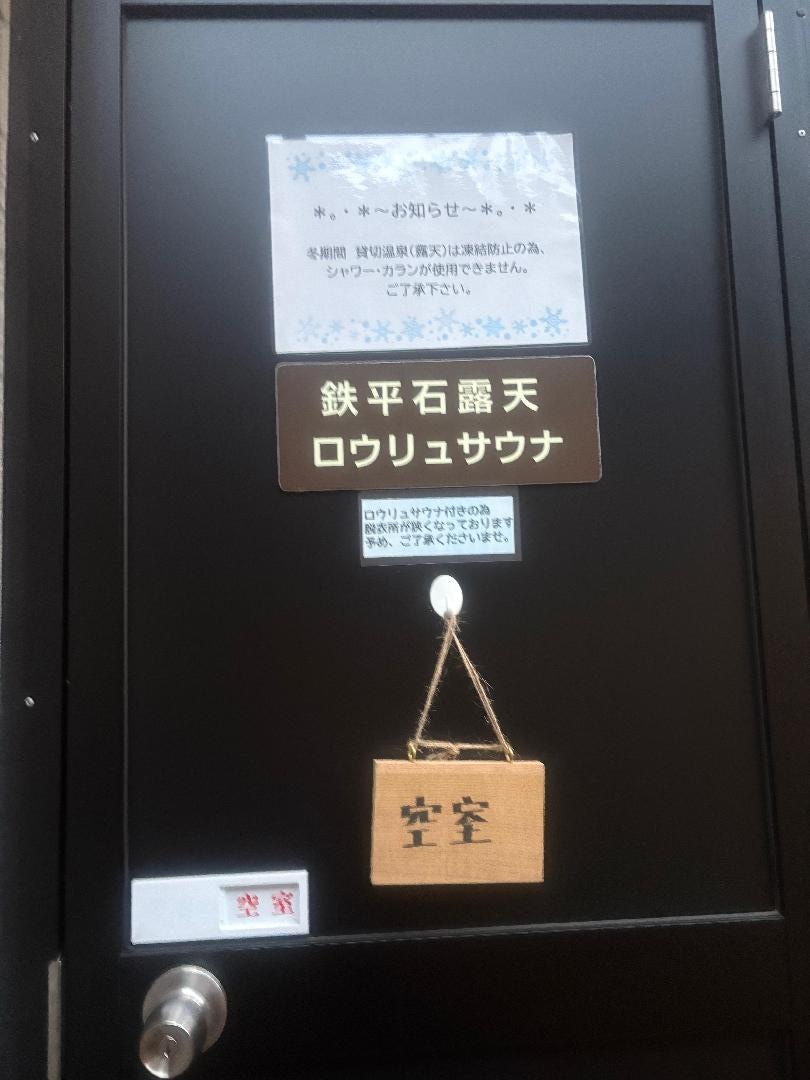 ＊。・＊～お知らせ～＊。・＊
冬期間 貸切温泉(露天)は凍結防止の為、
シャワー・カランが使用できません。
ご了承下さい。
鉄平石露天
ロウリュサウナ
ロウリュサウナ付きの為
脱衣所が狭くなっております
予め、ご了承くださいませ。
空室
空室